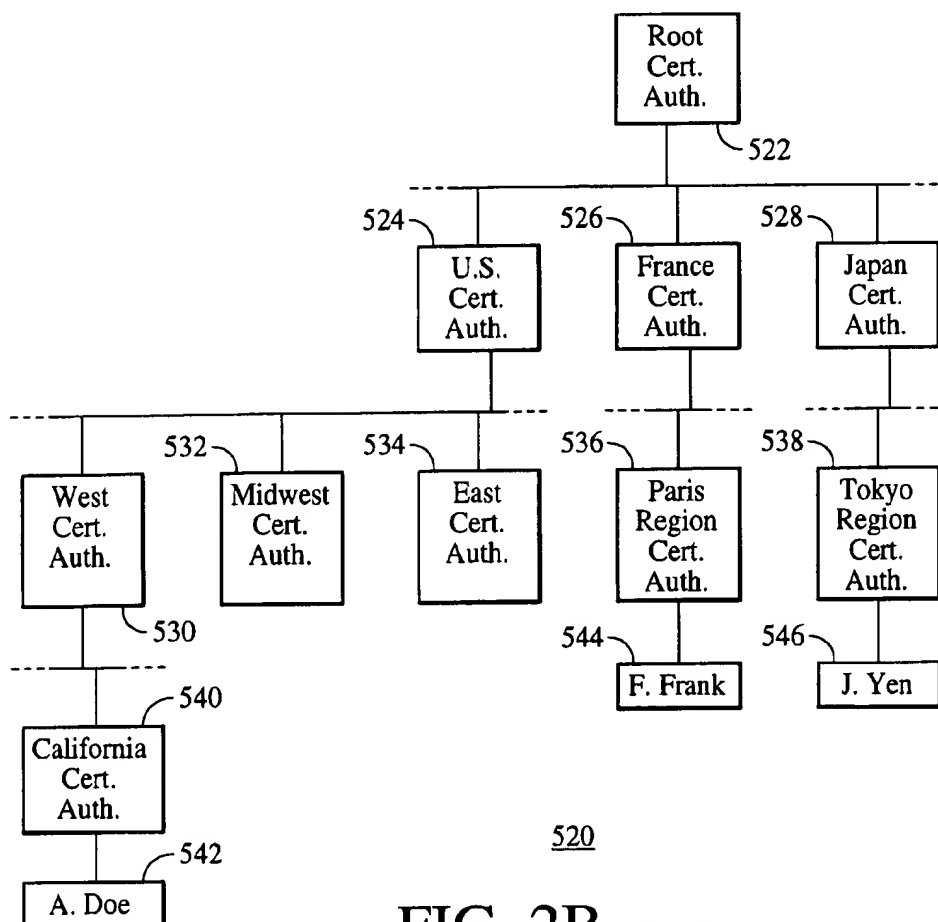 Root
Cert.
Auth.
522
524
526
528
U.S.
Cert.
Auth.
France
Cert.
Auth.
Japan
Cert.
Auth.
532
534
536
538
West
Cert.
Auth.
Midwest
Cert.
Auth.
East
Cert.
Auth.
Paris
Region
Cert.
Auth.
Tokyo
Region
Cert.
Auth.
530
544
546
F. Frank
J. Yen
540
California
Cert.
Auth.
542
520
A. Doe
FIG. 2B